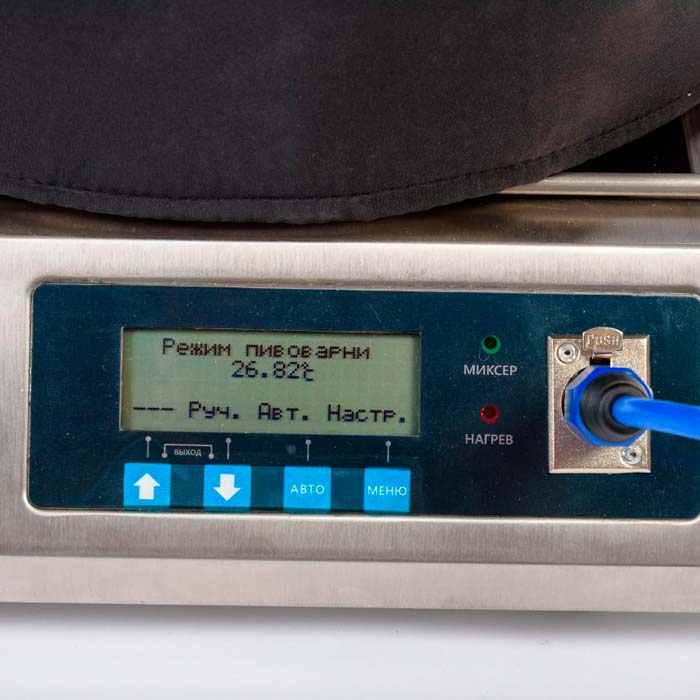 Режим пивоварни
26.82°C
--- Руч. Авт. Настр.
ВЫХОД
АВТО
МЕНЮ
МИКСЕР
НАГРЕВ
PUSH